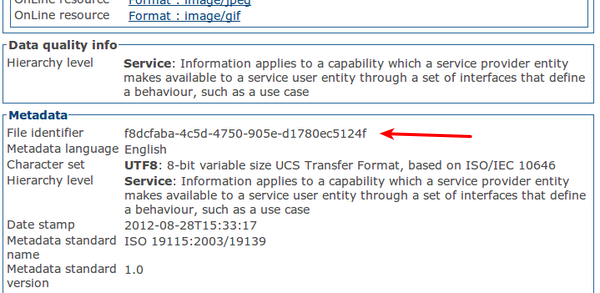 OnLine resource Format : image/jpeg
OnLine resource Format : image/gif
Data quality info
Hierarchy level Service: Information applies to a capability which a service provider entity
makes available to a service user entity through a set of interfaces that define
a behaviour, such as a use case
Metadata
File identifier f8dcfaba-4c5d-4750-905e-d1780ec5124f
Metadata language English
Character set UTF8: 8-bit variable size UCS Transfer Format, based on ISO/IEC 10646
Hierarchy level Service: Information applies to a capability which a service provider entity
makes available to a service user entity through a set of interfaces that define
a behaviour, such as a use case
Date stamp 2012-08-28T15:33:17
Metadata standard ISO 19115:2003/19139
name
Metadata standard 1.0
version